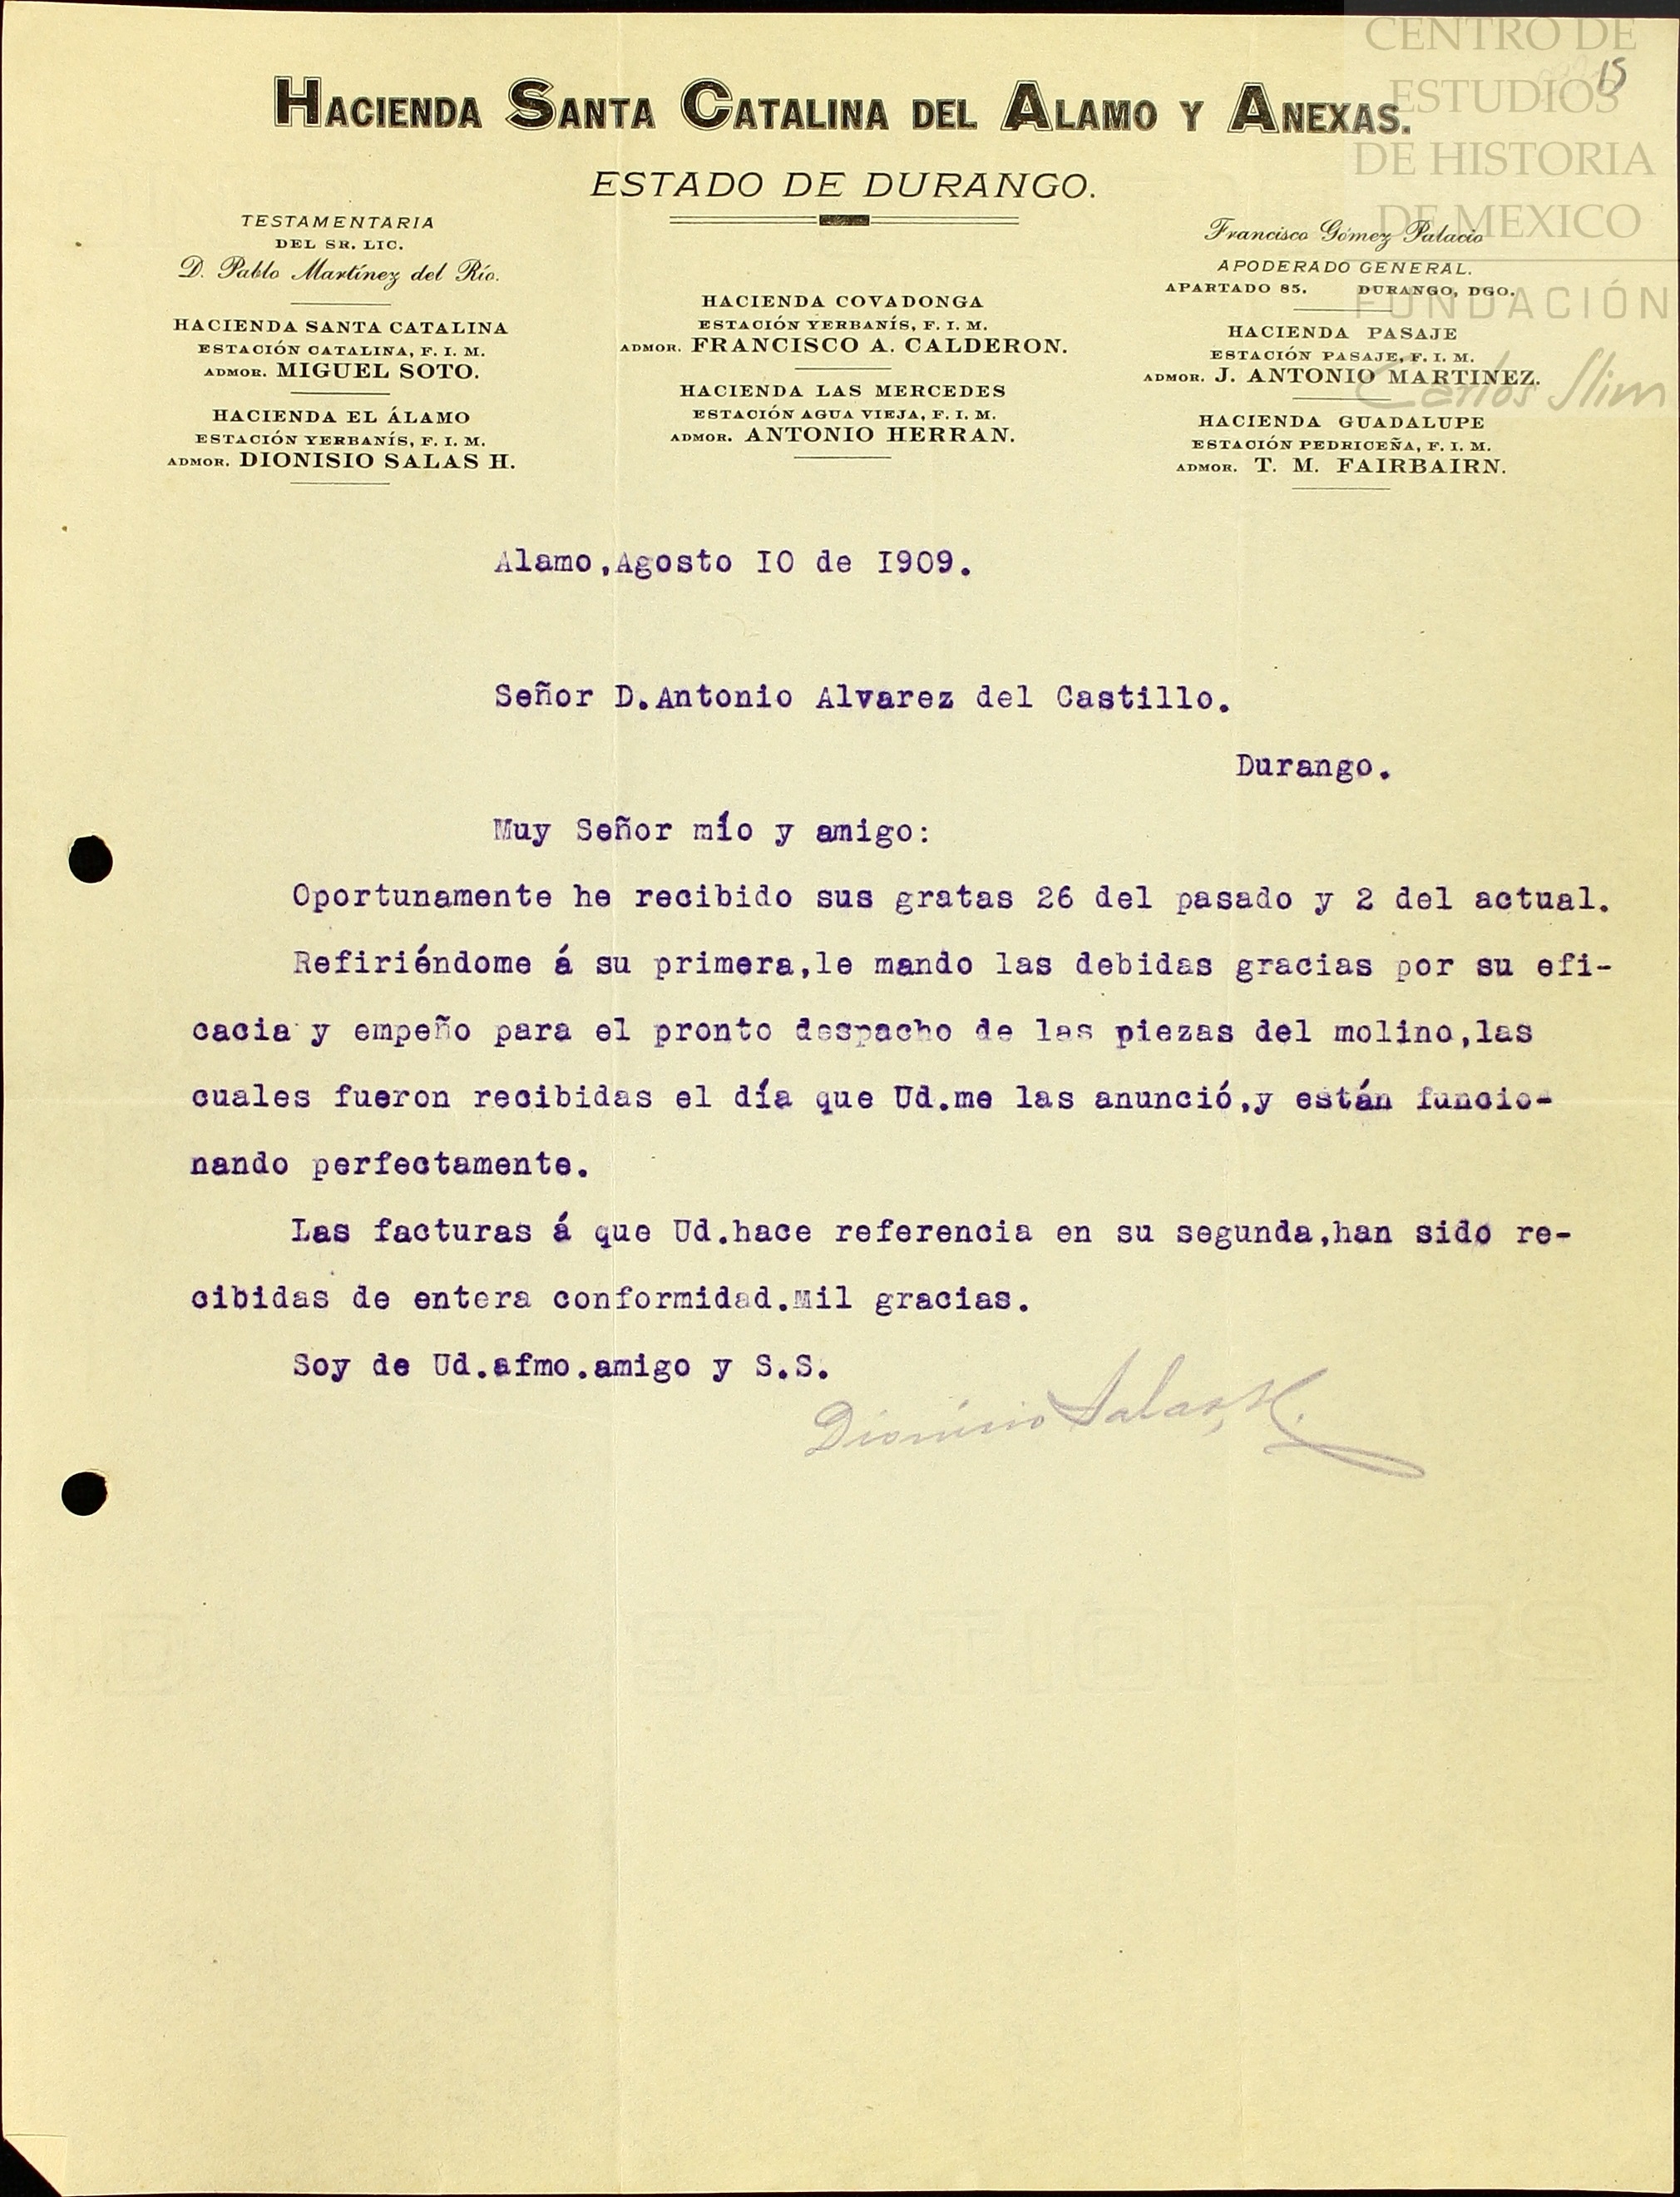 CENTRO DE
ESTUDIOS
DE HISTORIA
DE MEXICO
FUNDACIÓN
Carlos Slim
15
HACIENDA SANTA CATALINA DEL ALAMO Y ANEXAS.
ESTADO DE DURANGO.
TESTAMENTARIA
DEL SR. LIC.
D. Pablo Martínez del Río.
HACIENDA SANTA CATALINA
ESTACIÓN CATALINA, F. I. M.
ADMOR. MIGUEL SOTO.
HACIENDA EL ÁLAMO
ESTACIÓN YERBANÍS, F. I. M.
ADMOR. DIONISIO SALAS H.
HACIENDA COVADONGA
ESTACIÓN YERBANÍS, F. I. M.
ADMOR. FRANCISCO A. CALDERON.
HACIENDA LAS MERCEDES
ESTACIÓN AGUA VIEJA, F. I. M.
ADMOR. ANTONIO HERRAN.
Francisco Gómez Palacio
APODERADO GENERAL.
APARTADO 85. DURANGO, DGO.
HACIENDA PASAJE
ESTACIÓN PASAJE, F. I. M.
ADMOR. J. ANTONIO MARTINEZ.
HACIENDA GUADALUPE
ESTACIÓN PEDRICEÑA, F. I. M.
ADMOR. T. M. FAIRBAIRN.
Alamo,Agosto IO de I909.
Señor D.Antonio Alvarez del Castillo.
Durango.
Muy Señor mío y amigo:
Oportunamente he recibido sus gratas 26 del pasado y 2 del actual.
Refiriéndome á su primera,le mando las debidas gracias por su efi-
cacia y empeño para el pronto despacho de las piezas del molino,las
cuales fueron recibidas el día que Ud.me las anunció,y están funcio-
nando perfectamente.
Las facturas á que Ud.hace referencia en su segunda,han sido re-
cibidas de entera conformidad.Mil gracias.
Soy de Ud.afmo.amigo y S.S.
Dionisio Salas, H.
STATIONERS